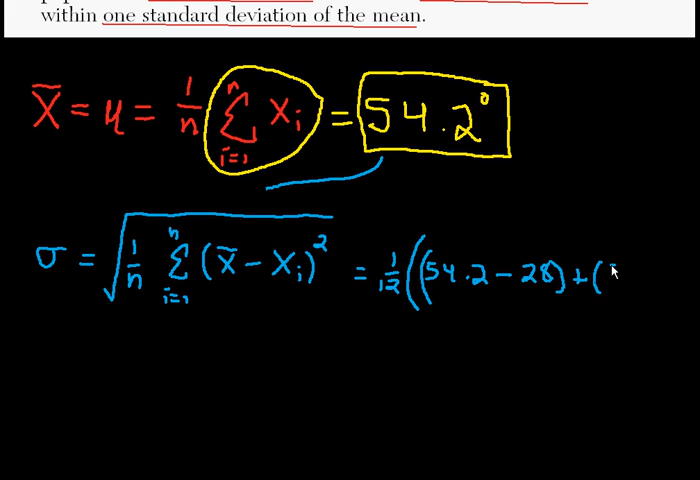 within one standard deviation of the mean.
X̄ = μ = 1/n Σ_{i=1}^{n} X_i = 54.2°
σ = √(1/n Σ_{i=1}^{n} (X̄ - X_i)²) = 1/12 ((54.2 - 28) + (